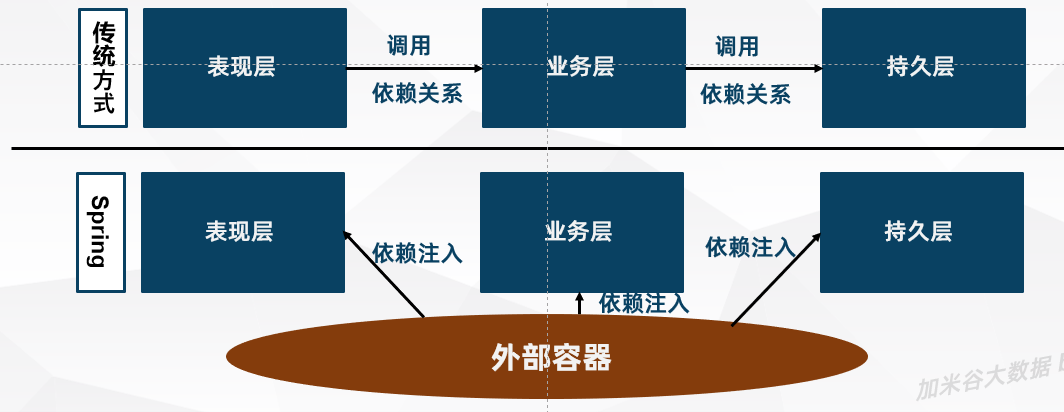 传统方式
表现层
调用
依赖关系
业务层
调用
依赖关系
持久层
Spring
表现层
依赖注入
业务层
依赖注入
依赖注入
持久层
外部容器
加米谷大数据